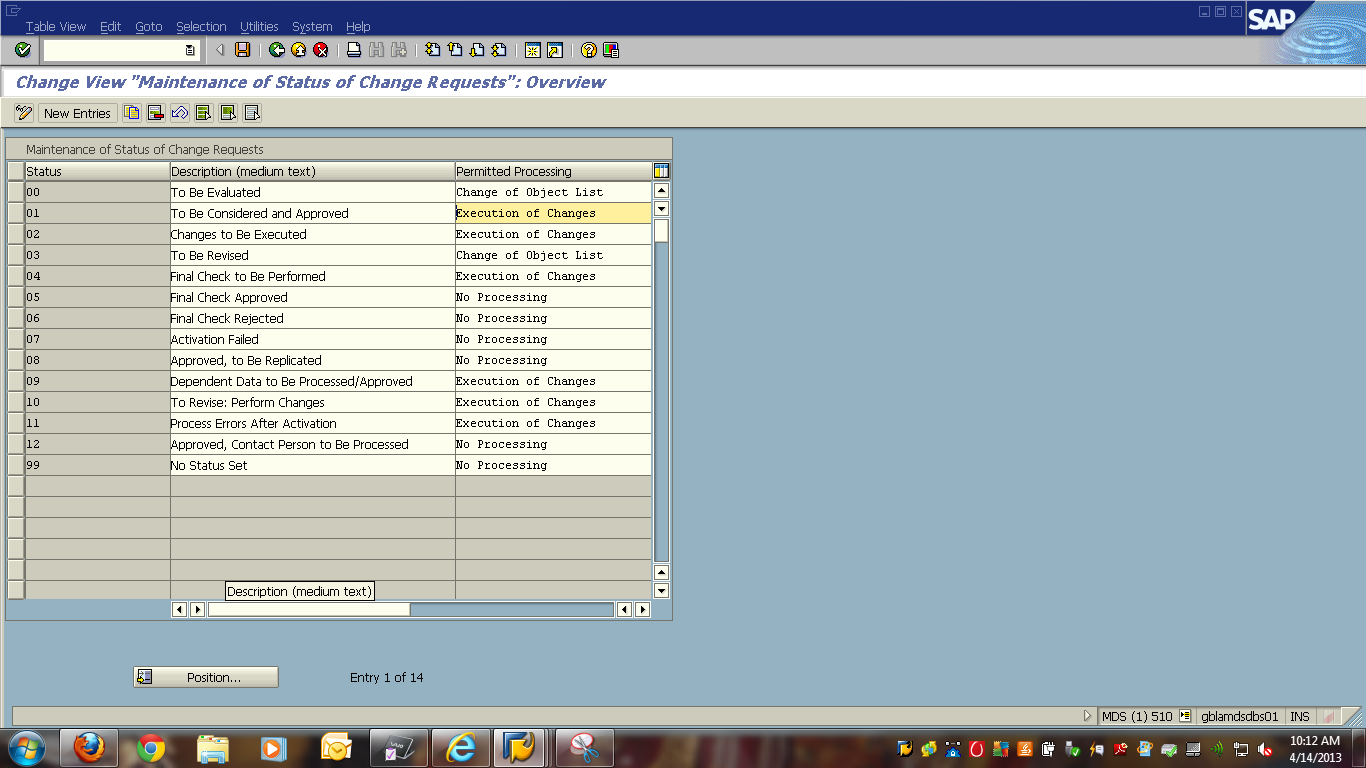 Table View Edit Goto Selection Utilities System Help
SAP
Change View "Maintenance of Status of Change Requests": Overview
New Entries
Maintenance of Status of Change Requests
Status Description (medium text) Permitted Processing
00 To Be Evaluated Change of Object List
01 To Be Considered and Approved Execution of Changes
02 Changes to Be Executed Execution of Changes
03 To Be Revised Change of Object List
04 Final Check to Be Performed Execution of Changes
05 Final Check Approved No Processing
06 Final Check Rejected No Processing
07 Activation Failed No Processing
08 Approved, to Be Replicated No Processing
09 Dependent Data to Be Processed/Approved Execution of Changes
10 To Revise: Perform Changes Execution of Changes
11 Process Errors After Activation Execution of Changes
12 Approved, Contact Person to Be Processed No Processing
99 No Status Set No Processing
Description (medium text)
Position... Entry 1 of 14
MDS (1) 510 gblamdsdbs01 INS
10:12 AM
4/14/2013